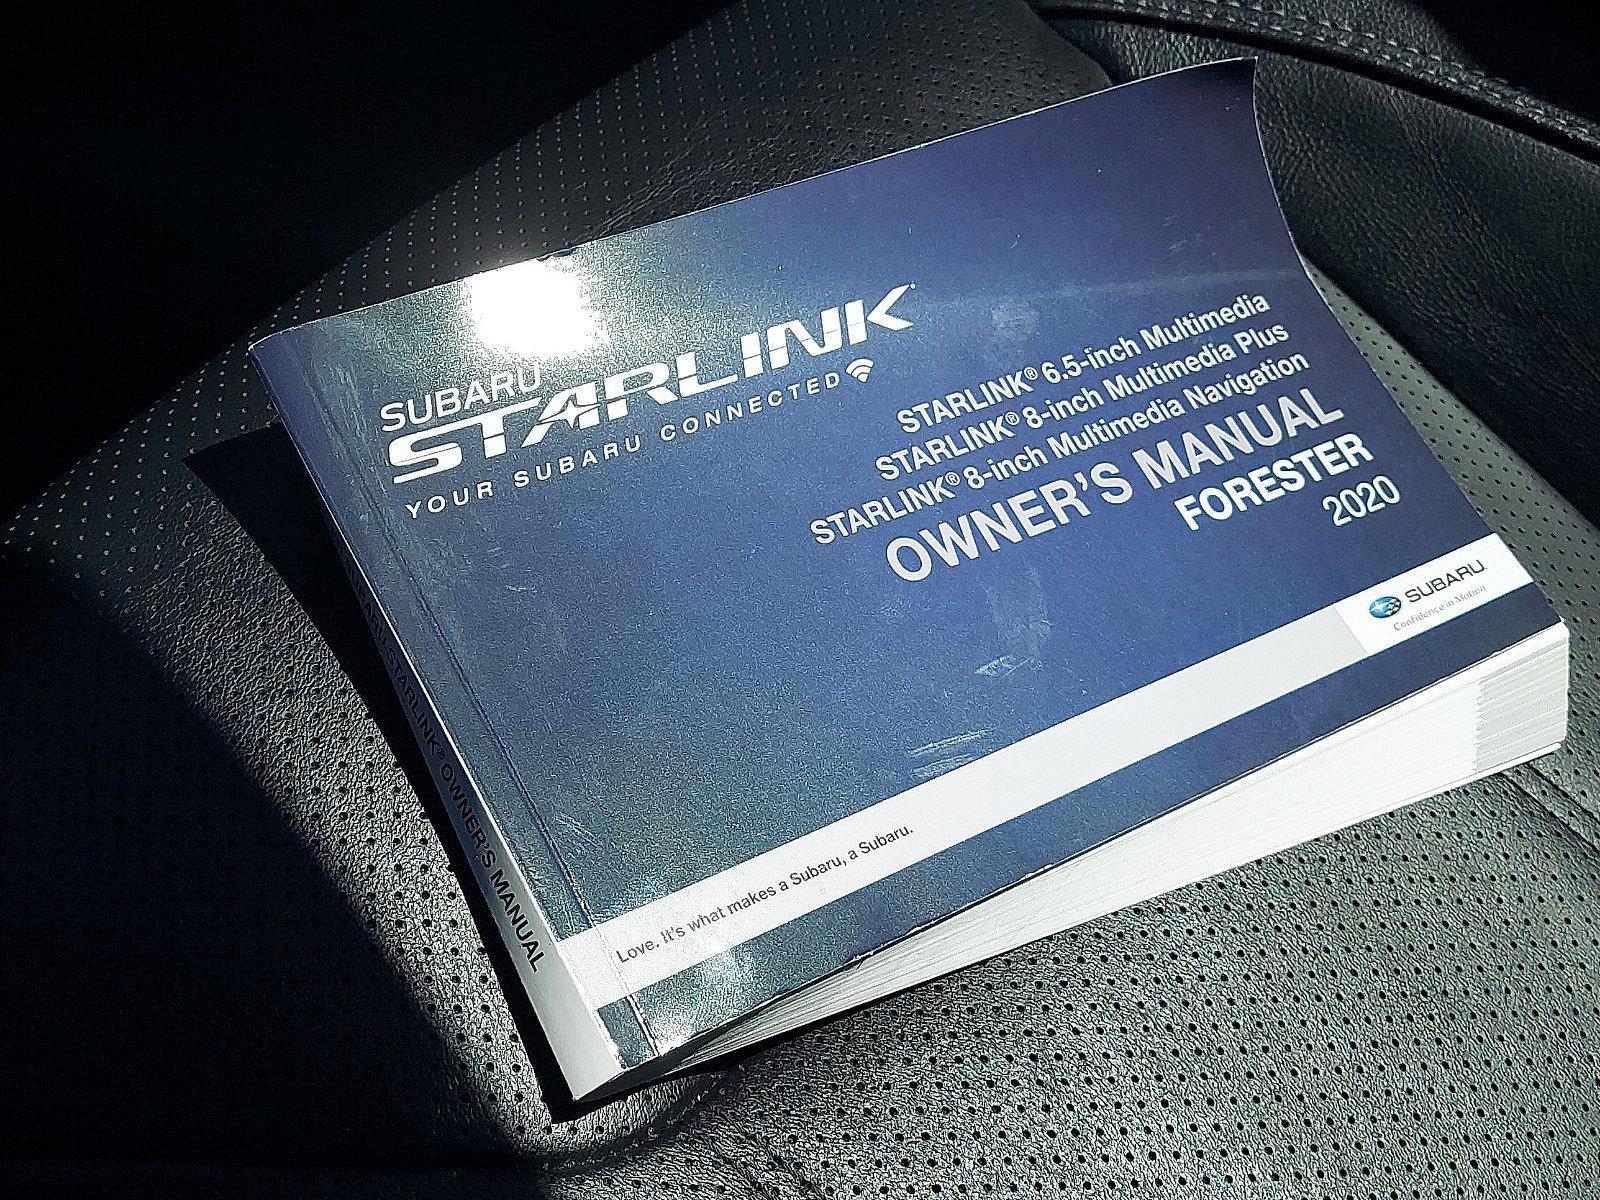 SUBARU
STARLINK
YOUR SUBARU CONNECTED
STARLINK® 6.5-inch Multimedia
STARLINK® 8-inch Multimedia Plus
STARLINK® 8-inch Multimedia Navigation
OWNER'S MANUAL
FORESTER
2020
SUBARU
Confidence in Motion
Love. It's what makes a Subaru, a Subaru.
SUBARU STARLINK® OWNER'S MANUAL